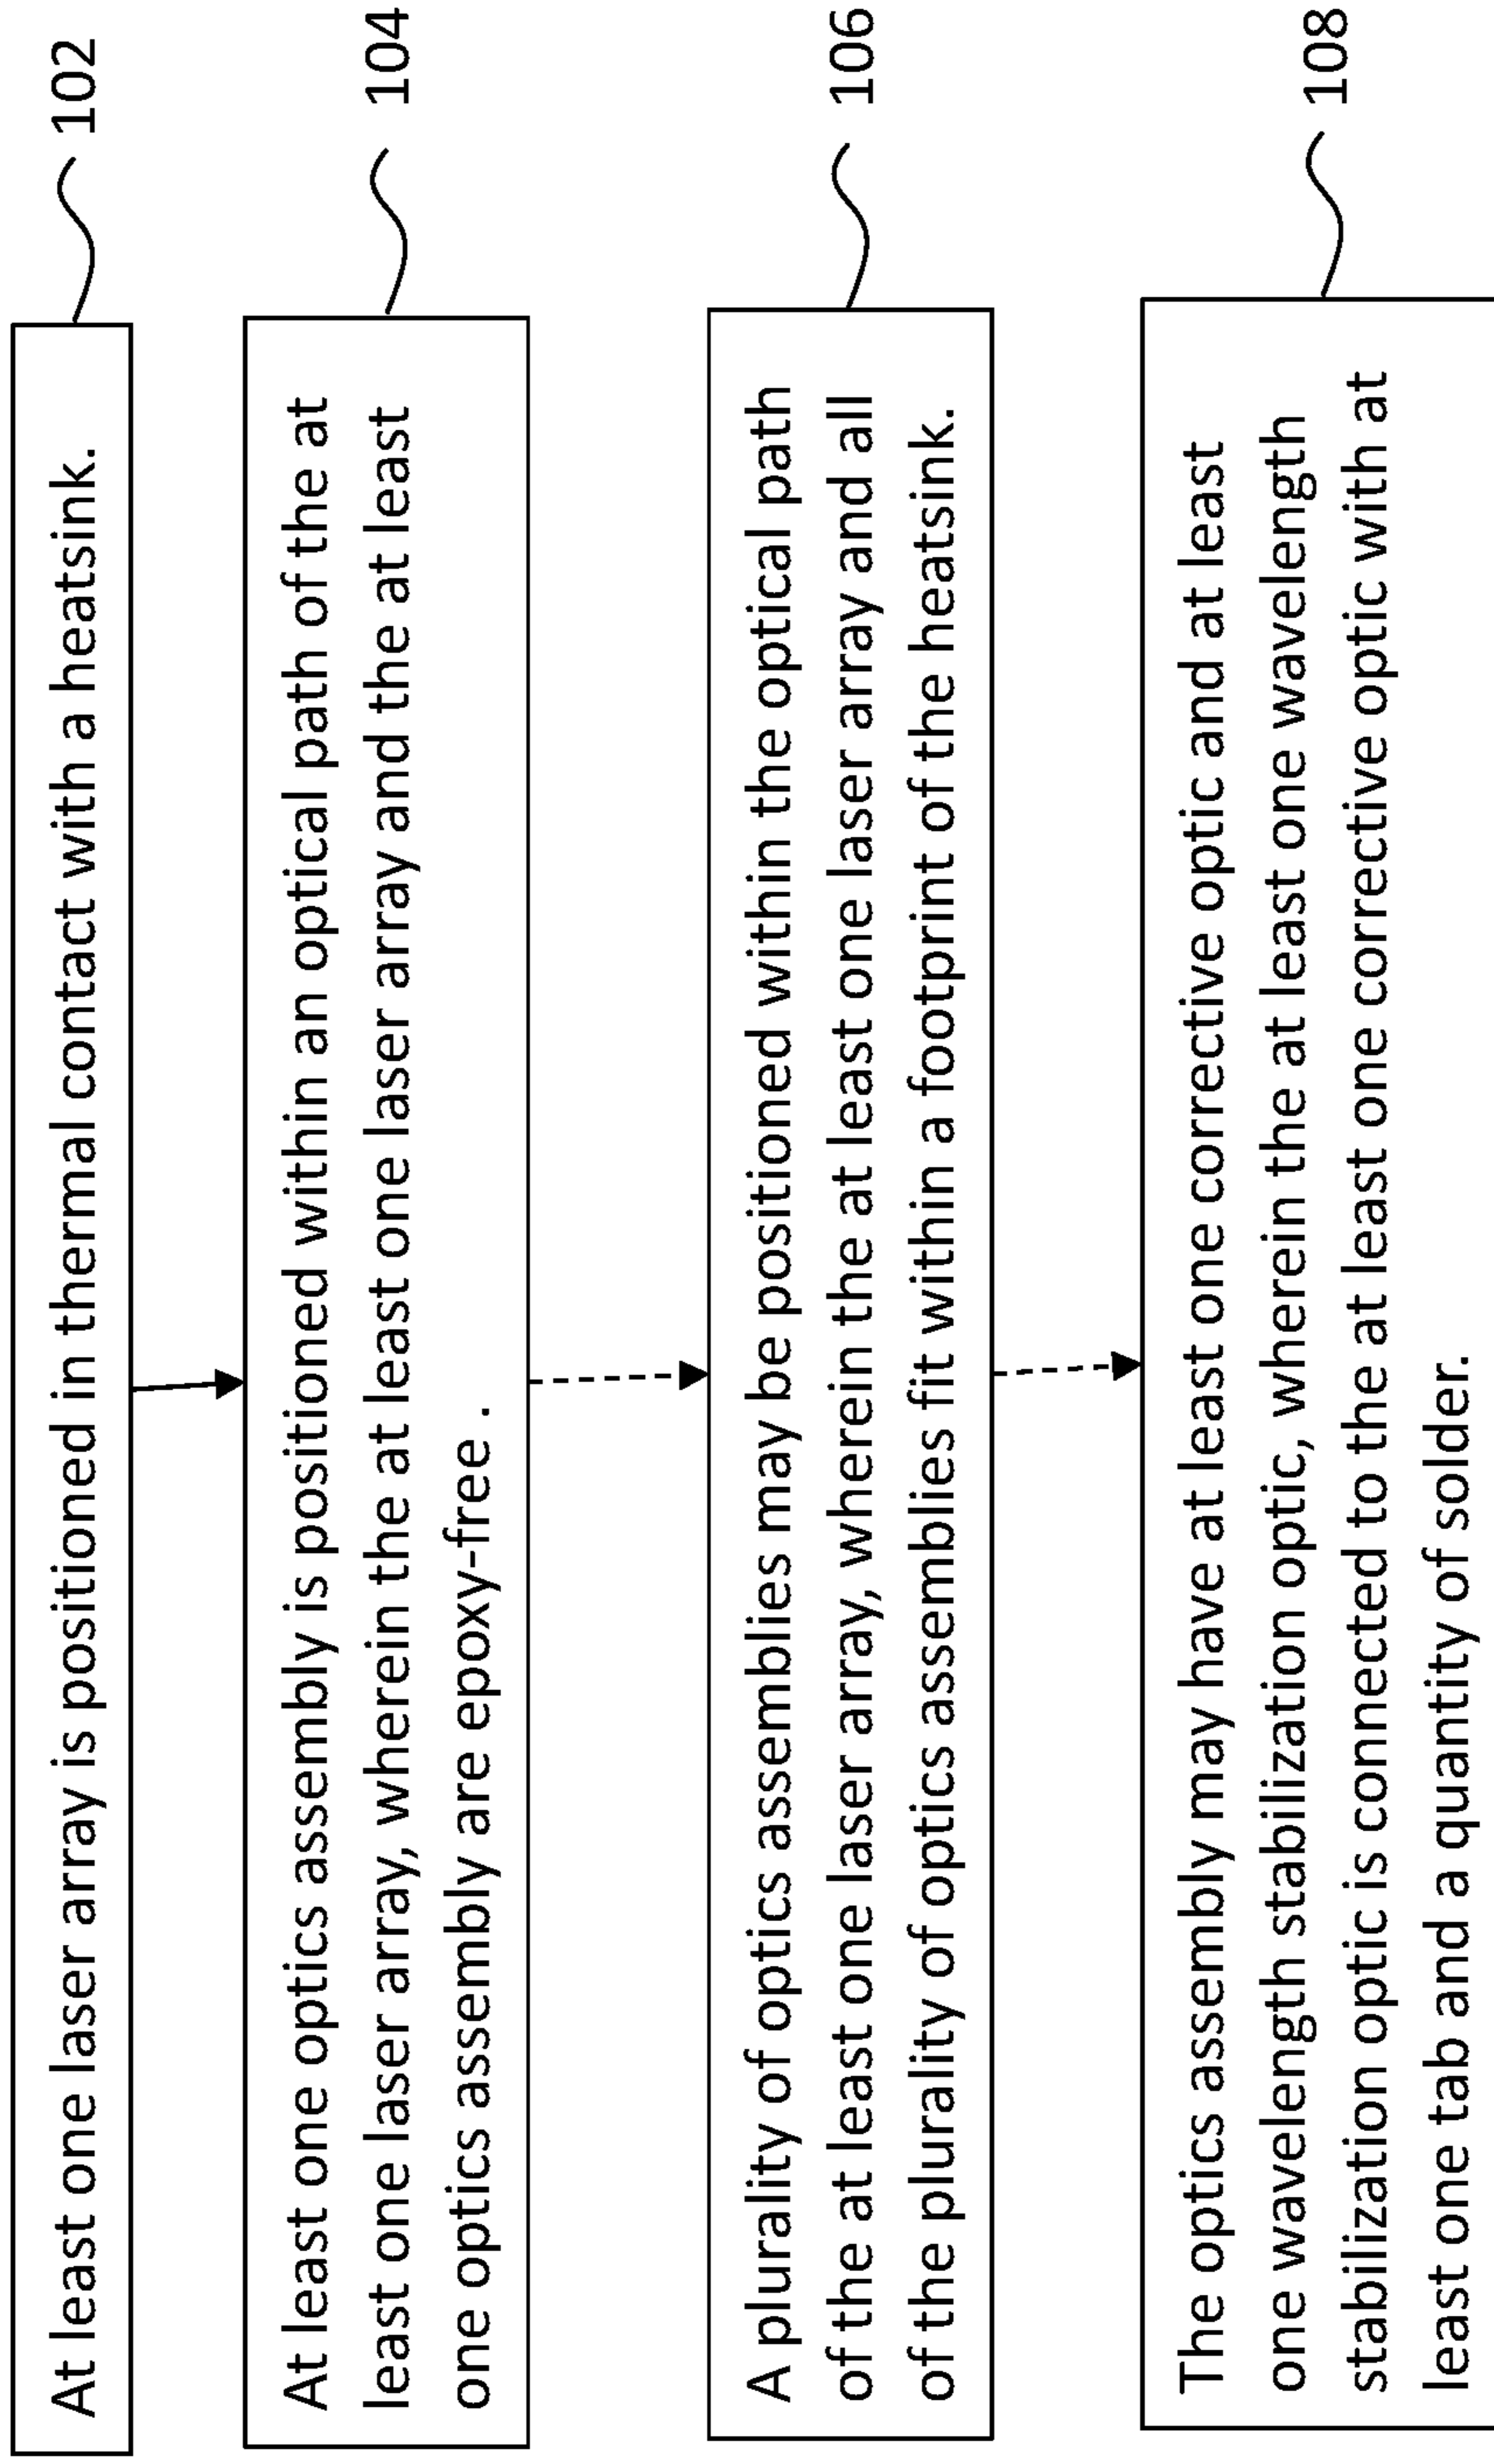 At least one laser array is positioned in thermal contact with a heatsink.
102
At least one optics assembly is positioned within an optical path of the at
least one laser array, wherein the at least one laser array and the at least
one optics assembly are epoxy-free .
104
A plurality of optics assemblies may be positioned within the optical path
of the at least one laser array, wherein the at least one laser array and all
of the plurality of optics assemblies fit within a footprint of the heatsink.
106
The optics assembly may have at least one corrective optic and at least
one wavelength stabilization optic, wherein the at least one wavelength
stabilization optic is connected to the at least one corrective optic with at
least one tab and a quantity of solder.
108